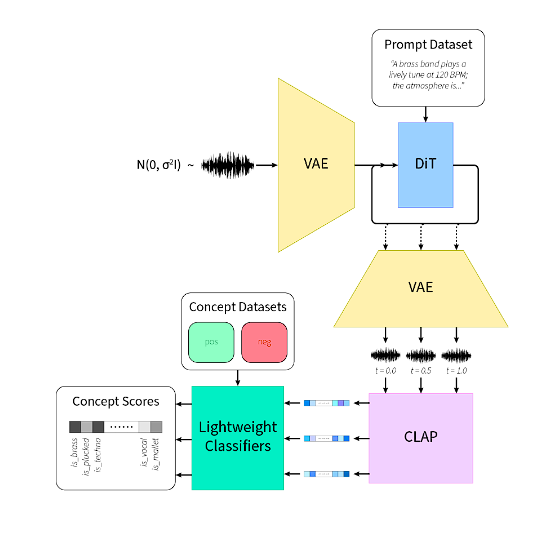 Prompt Dataset
"A brass band plays a
lively tune at 120 BPM;
the atmosphere is..."
N(0, σ²I) ~
VAE
DiT
VAE
Concept Datasets
pos
neg
t = 0.0
t = 0.5
t = 1.0
Concept Scores
is_brass
is_plucked
is_techno
......
is_vocal
is_mallet
Lightweight
Classifiers
CLAP